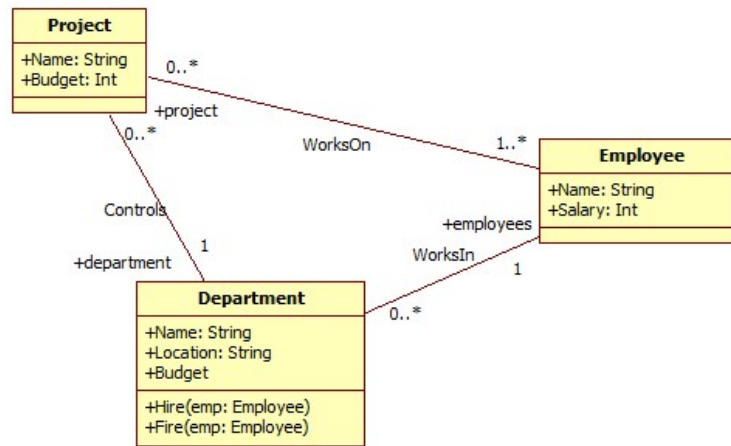 Project
+Name: String
+Budget: Int
0..*
+project
0..*
WorksOn
1..*
Employee
+Name: String
+Salary: Int
Controls
+employees
1
WorksIn
+department
1
Department
0..*
+Name: String
+Location: String
+Budget
+Hire(emp: Employee)
+Fire(emp: Employee)